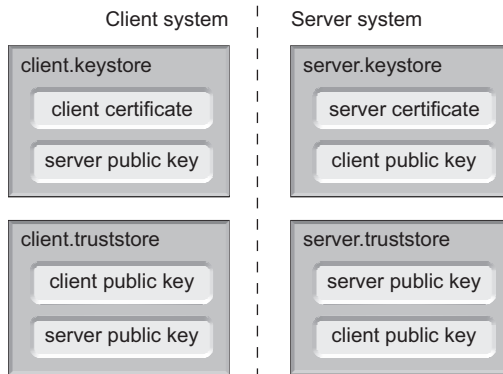 Client system
Server system
client.keystore
client certificate
server public key
server.keystore
server certificate
client public key
client.truststore
client public key
server public key
server.truststore
server public key
client public key